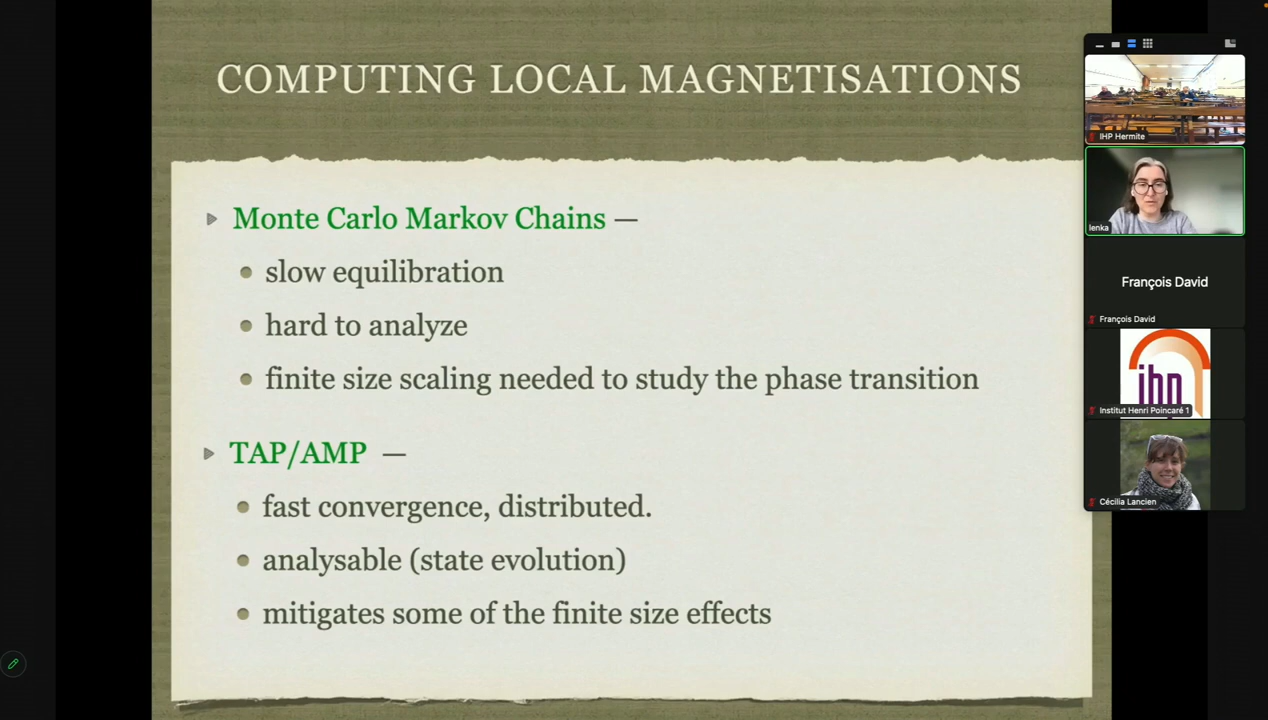 COMPUTING LOCAL MAGNETISATIONS
Monte Carlo Markov Chains —
slow equilibration
hard to analyze
finite size scaling needed to study the phase transition
TAP/AMP —
fast convergence, distributed.
analysable (state evolution)
mitigates some of the finite size effects
IHP Hermite
lenka
François David
François David
ihp
Institut Henri Poincaré 1
Cécilia Lancien